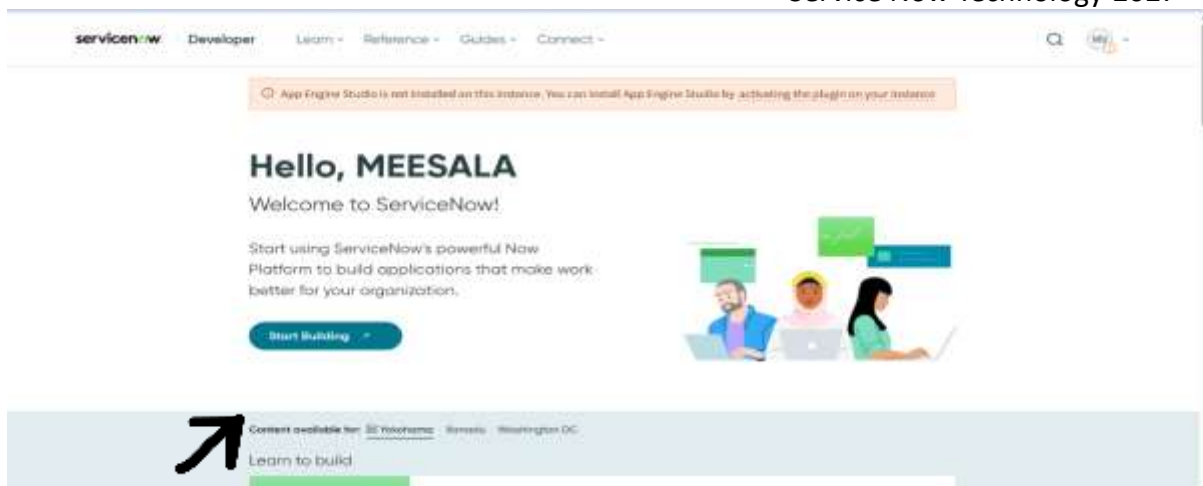 servicenow Developer Learn Reference Guides Connect
App Engine Studio is not installed on this instance. You can install App Engine Studio by activating the plugin on your instance
Hello, MEESALA
Welcome to ServiceNow!
Start using ServiceNow's powerful Now
Platform to build applications that make work
better for your organization.
Start Building
Content available for: Yokohama Xanadu Washington DC
Learn to build